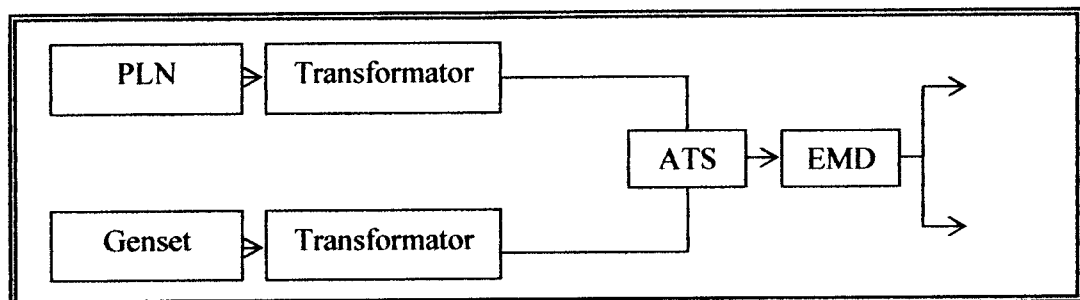 PLN
Transformator
ATS
EMD
Genset
Transformator